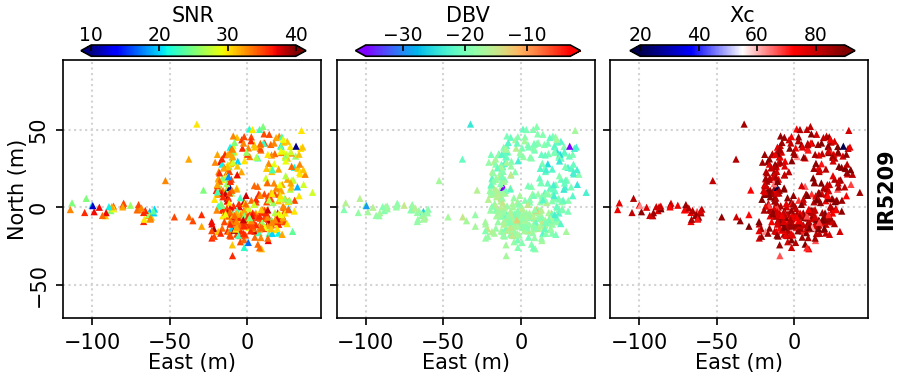 SNR DBV Xc
10 20 30 40 −30 −20 −10 20 40 60 80
North (m)
50
0
−50
−100 −50 0 −100 −50 0 −100 −50 0
East (m) East (m) East (m)
IR5209